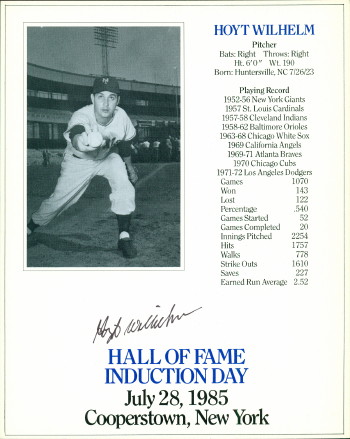 HOYT WILHELM
Pitcher
Bats: Right Throws: Right
Ht. 6'0" Wt. 190
Born: Huntersville, NC 7/26/23
Playing Record
1952-56 New York Giants
1957 St. Louis Cardinals
1957-58 Cleveland Indians
1958-62 Baltimore Orioles
1963-68 Chicago White Sox
1969 California Angels
1969-71 Atlanta Braves
1970 Chicago Cubs
1971-72 Los Angeles Dodgers
Games 1070
Won 143
Lost 122
Percentage .540
Games Started 52
Games Completed 20
Innings Pitched 2254
Hits 1757
Walks 778
Strike Outs 1610
Saves 227
Earned Run Average 2.52
Hoyt Wilhelm
HALL OF FAME
INDUCTION DAY
July 28, 1985
Cooperstown, New York